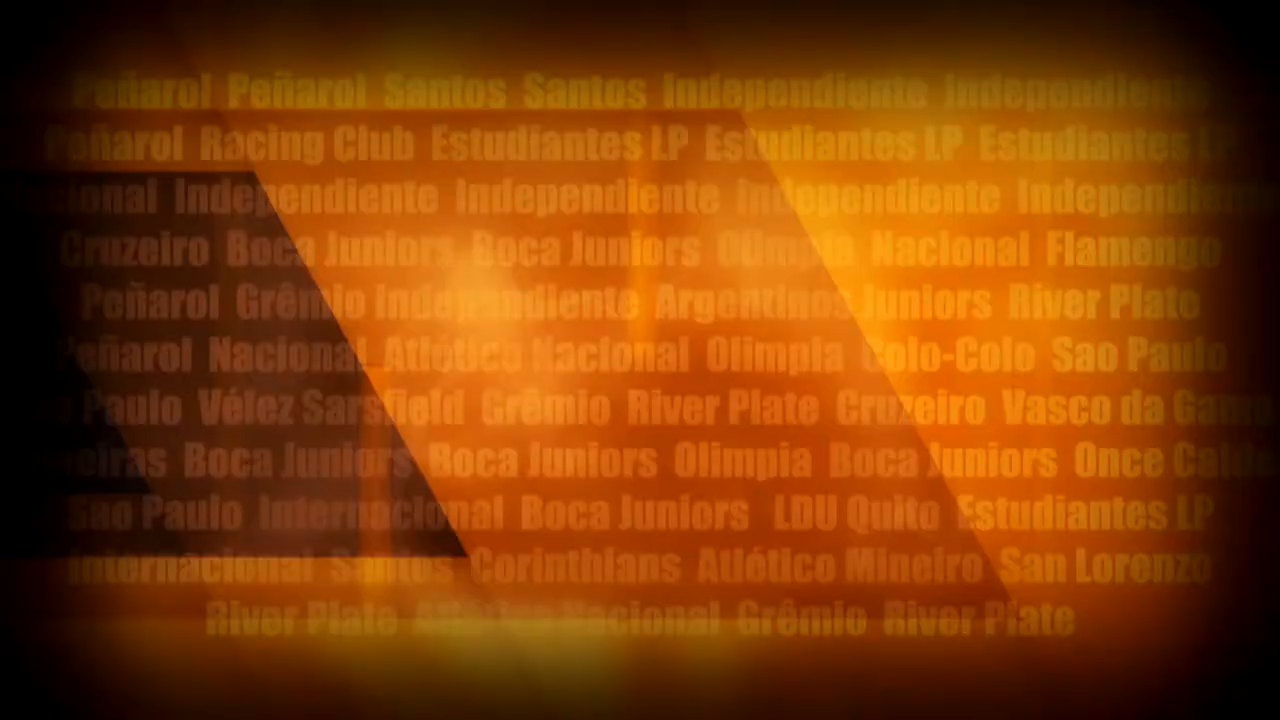 Peñarol Peñarol Santos Santos Independiente Independiente
Peñarol Racing Club Estudiantes LP Estudiantes LP Estudiantes LP
Nacional Independiente Independiente Independiente Independiente
Cruzeiro Boca Juniors Boca Juniors Olimpia Nacional Flamengo
Peñarol Grêmio Independiente Argentinos Juniors River Plate
Peñarol Nacional Atlético Nacional Olimpia Colo-Colo Sao Paulo
Paulo Vélez Sarsfield Grêmio River Plate Cruzeiro Vasco da Gama
Boca Juniors Boca Juniors Olimpia Boca Juniors Once Caldas
Sao Paulo Internacional Boca Juniors LDU Quito Estudiantes LP
Internacional Santos Corinthians Atlético Mineiro San Lorenzo
River Plate Atlético Nacional Grêmio River Plate